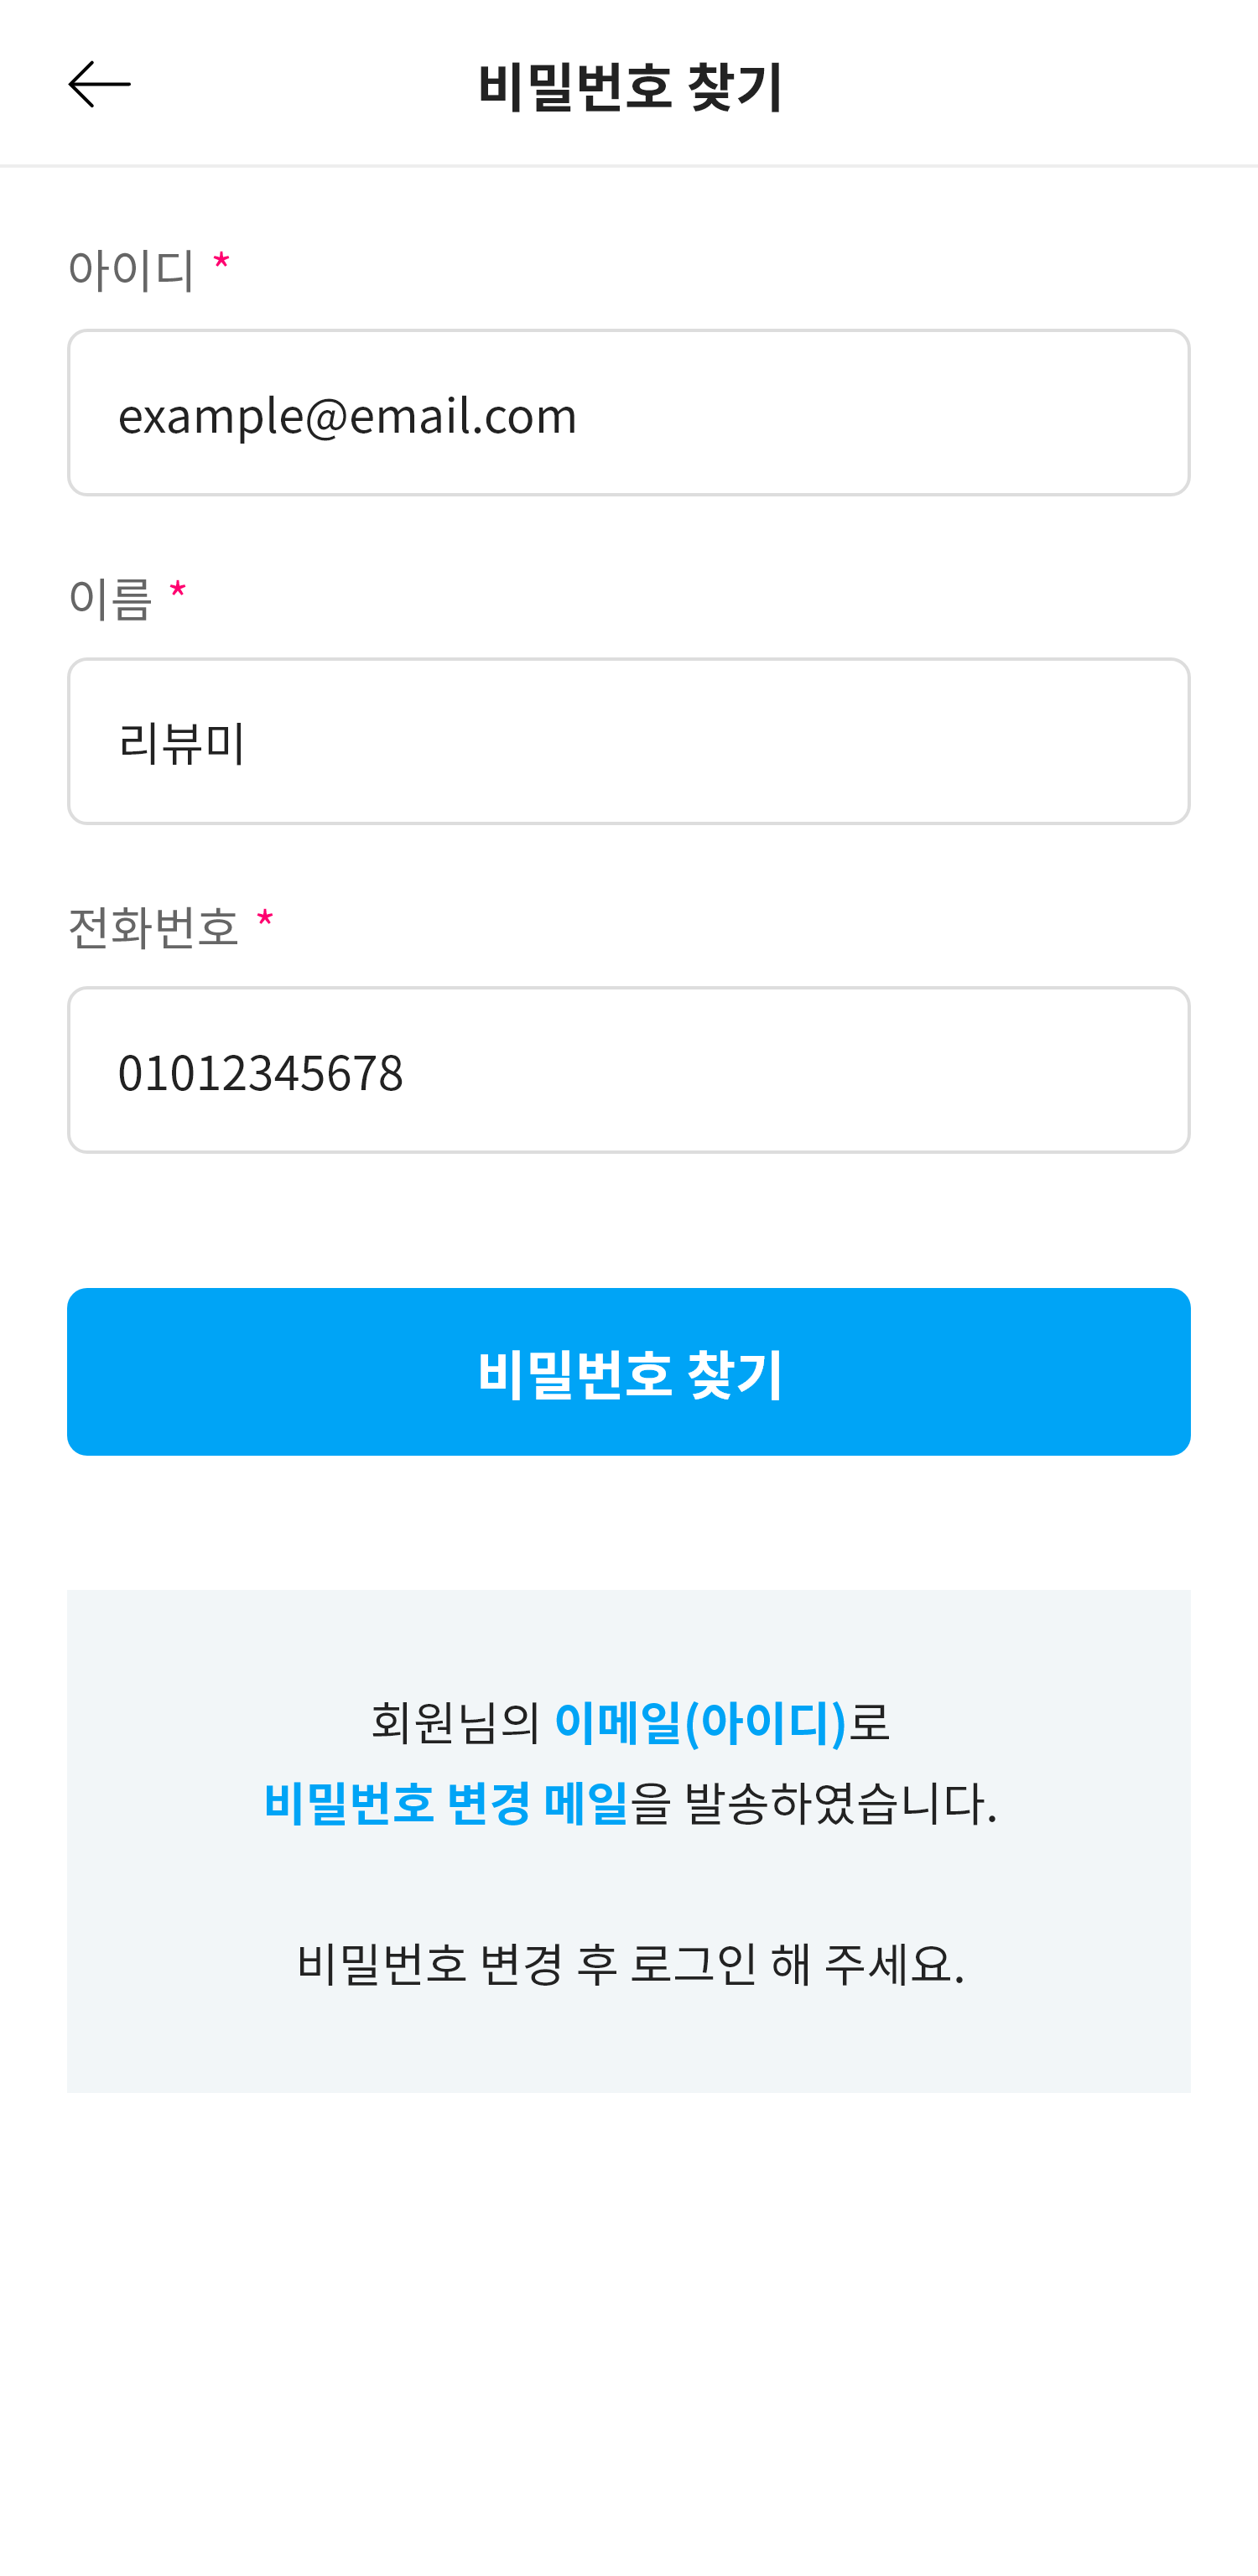 비밀번호 찾기
아이디 *
example@email.com
이름 *
리뷰미
전화번호 *
01012345678
비밀번호 찾기
회원님의 이메일(아이디)로
비밀번호 변경 메일을 발송하였습니다.
비밀번호 변경 후 로그인 해 주세요.